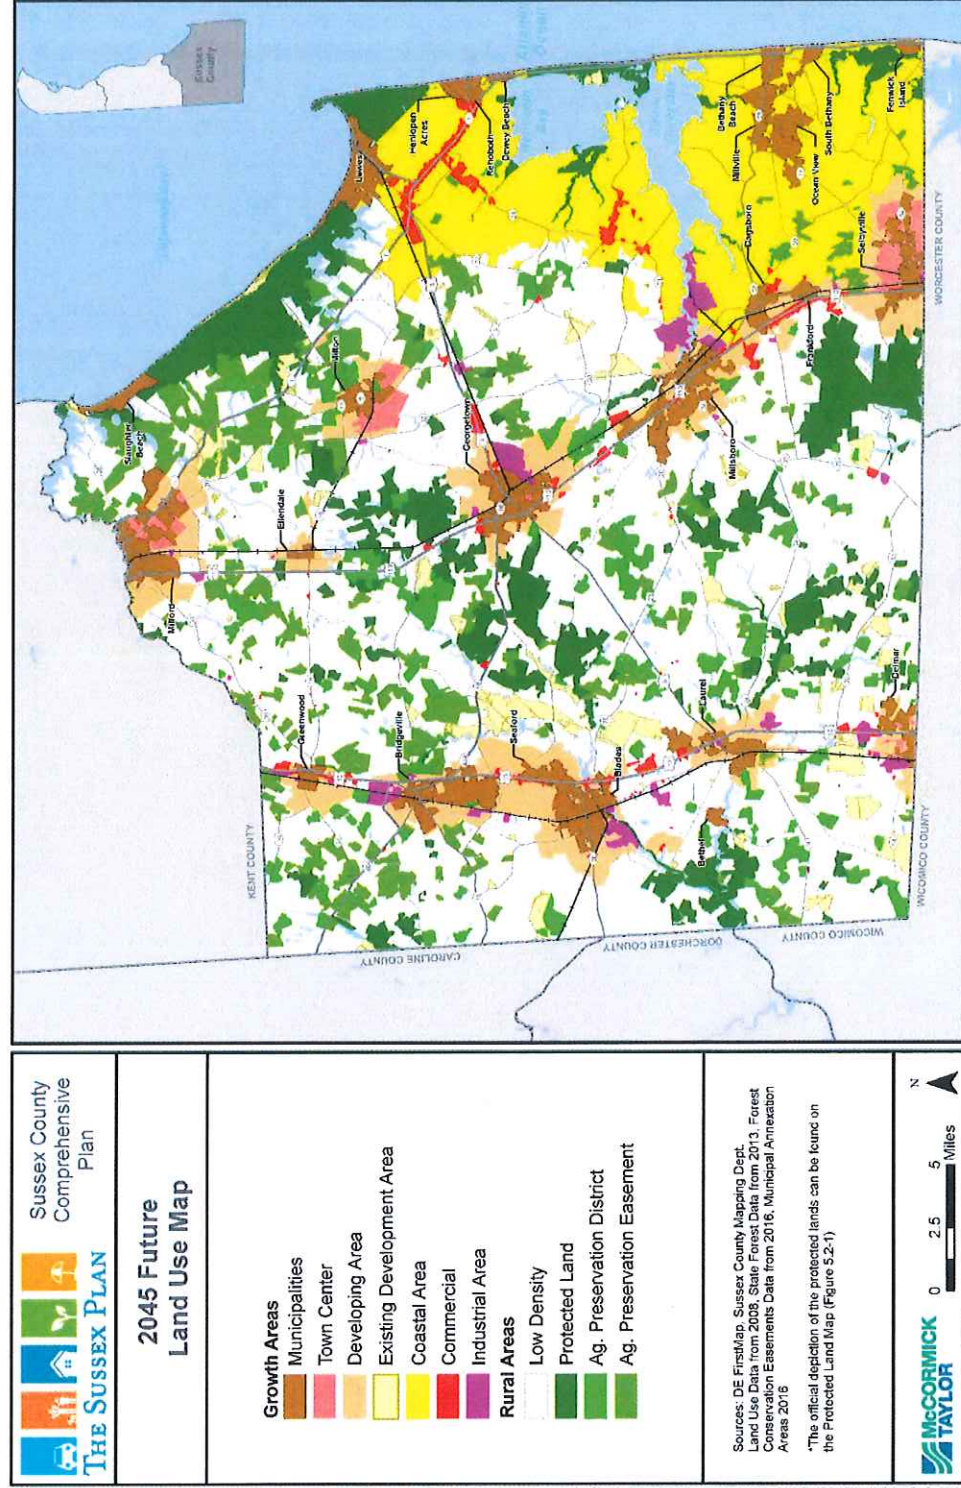 Sussex County
Comprehensive
Plan
THE SUSSEX PLAN
2045 Future
Land Use Map
Growth Areas
Municipalities
Town Center
Developing Area
Existing Development Area
Coastal Area
Commercial
Industrial Area
Rural Areas
Low Density
Protected Land
Ag. Preservation District
Ag. Preservation Easement
Sources: DE FirstMap, Sussex County Mapping Dept.
Land Use Data from 2008, State Forest Data from 2013, Forest
Conservation Easements Data from 2016, Municipal Annexation
Areas 2016
*The official depiction of the protected lands can be found on
the Protected Land Map (Figure 5.2-1)
McCORMICK
TAYLOR
0 2.5 5
Miles
N
Sussex
County
KENT COUNTY
CAROLINE COUNTY
DORCHESTER COUNTY
WICOMICO COUNTY
WICOMICO COUNTY
WORCESTER COUNTY
Milford
Slaughter
Beach
Ellendale
Milton
Lewes
Henlopen
Acres
Rehoboth
Dewey Beach
Greenwood
Bridgeville
Georgetown
Seaford
Blades
Bethel
Laurel
Delmar
Millsboro
Dagsboro
Frankford
Selbyville
Millville
Ocean View
Bethany
Beach
South Bethany
Fenwick
Island